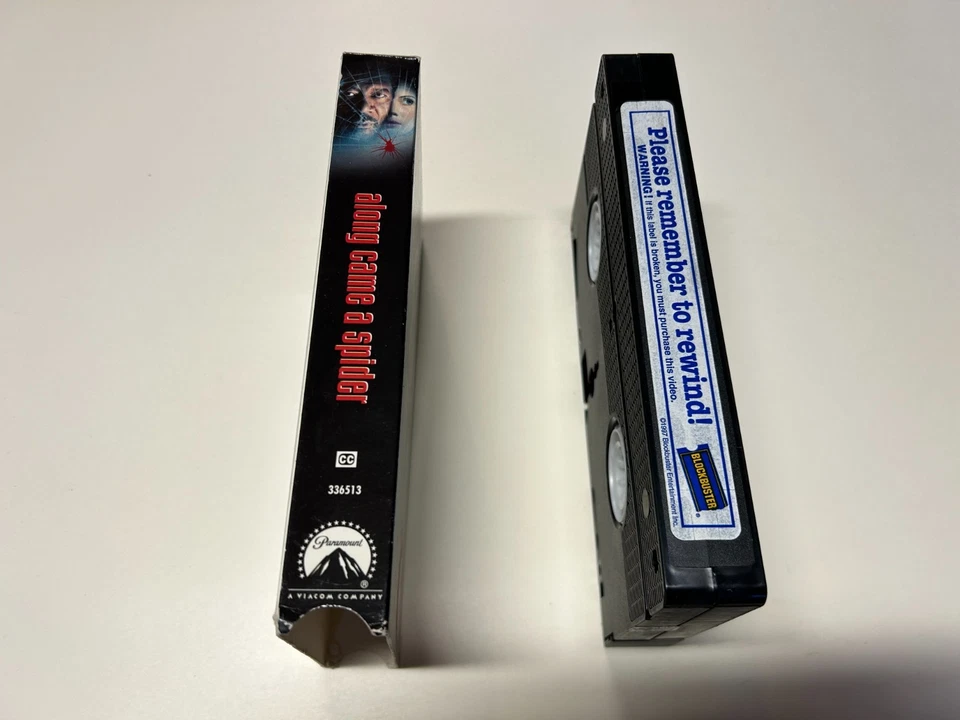 along came a spider
CC
336513
Paramount
®
A VIACOM COMPANY
Please remember to rewind!
WARNING! If this label is broken, you must purchase this video.
©1997 Blockbuster Entertainment Inc.
BLOCKBUSTER
®